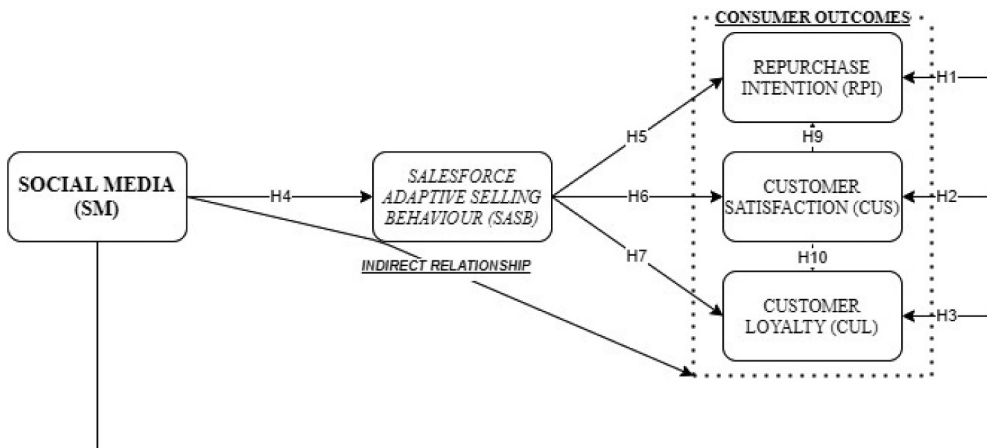 CONSUMER OUTCOMES
REPURCHASE
INTENTION (RPI)
H1
H9
H5
SOCIAL MEDIA
(SM)
H4
SALESFORCE
ADAPTIVE SELLING
BEHAVIOUR (SASB)
H6
CUSTOMER
SATISFACTION (CUS)
H2
H7
H10
INDIRECT RELATIONSHIP
CUSTOMER
LOYALTY (CUL)
H3